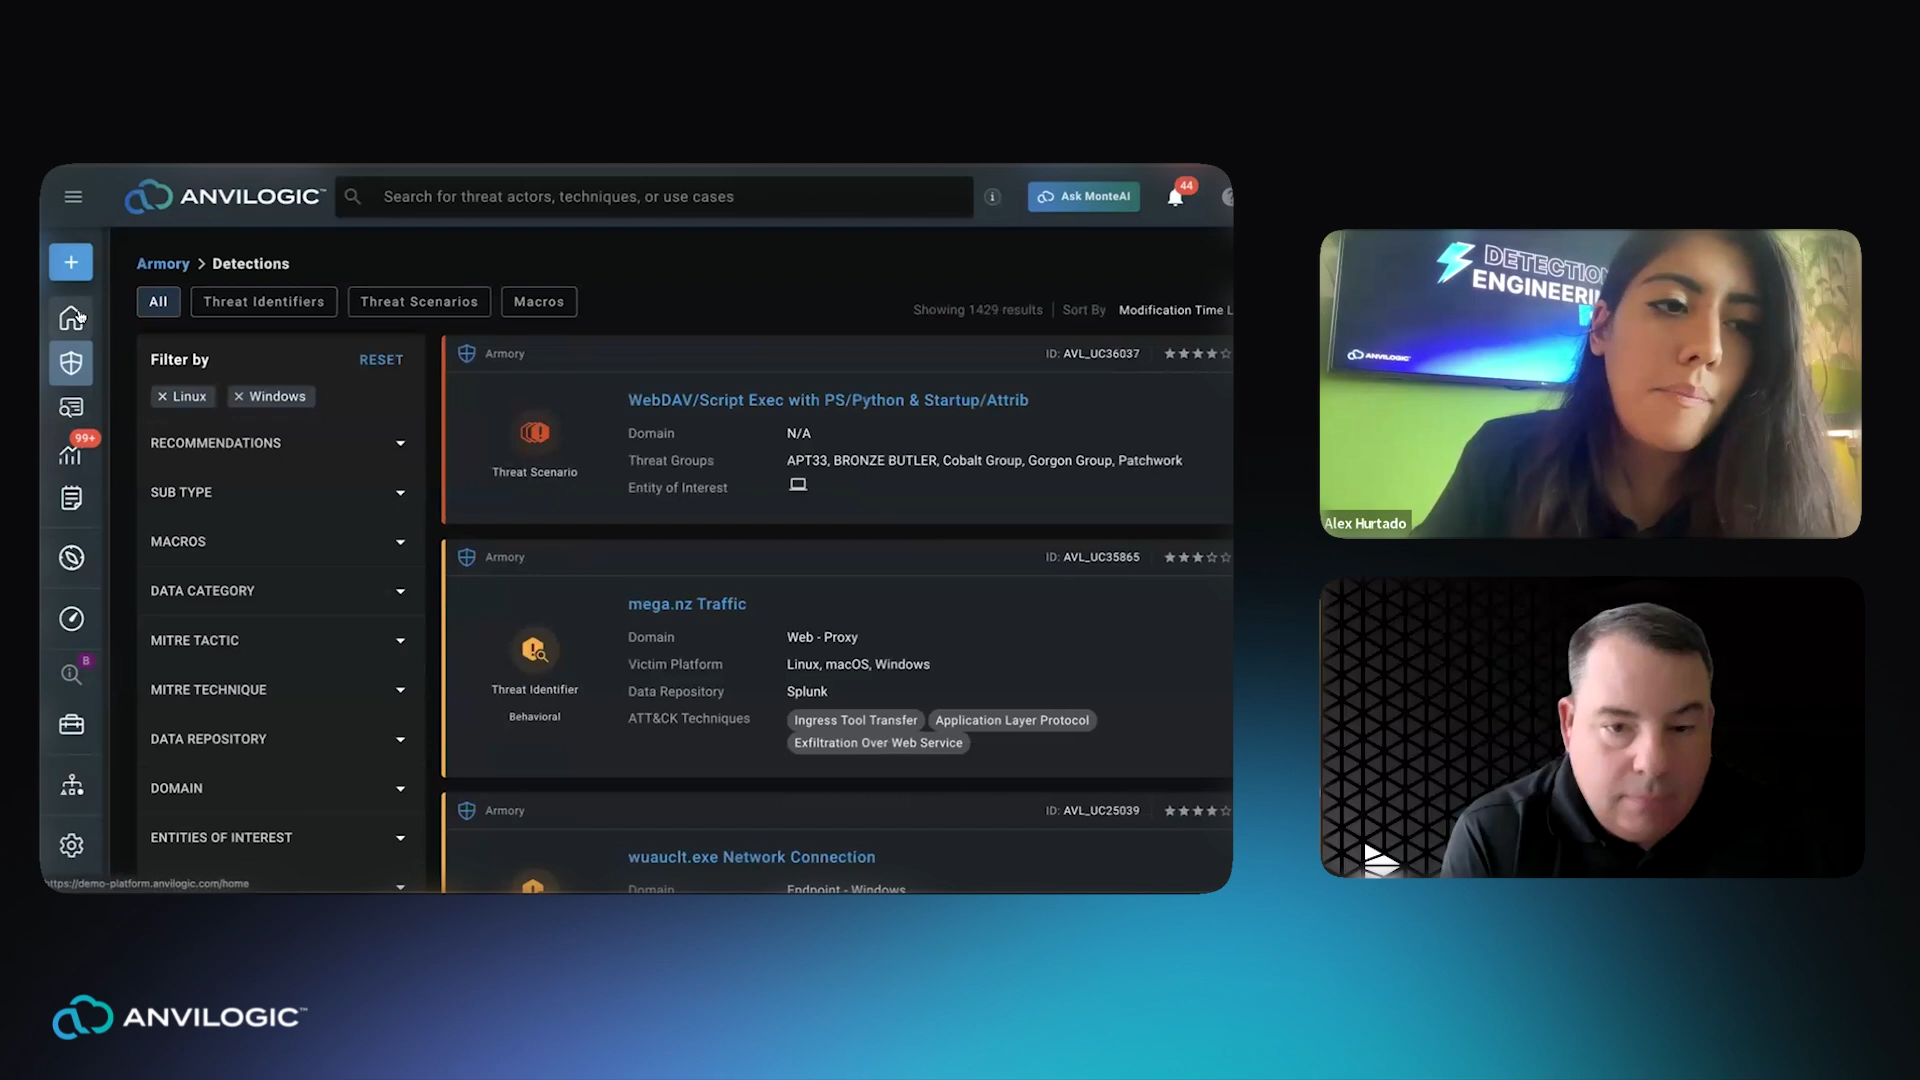 ANVILOGIC™
Search for threat actors, techniques, or use cases
Ask MonteAI
44
Armory > Detections
All
Threat Identifiers
Threat Scenarios
Macros
Showing 1429 results
Sort By
Modification Time L
Filter by
RESET
× Linux
× Windows
RECOMMENDATIONS
SUB TYPE
MACROS
DATA CATEGORY
MITRE TACTIC
MITRE TECHNIQUE
DATA REPOSITORY
DOMAIN
ENTITIES OF INTEREST
99+
B
https://demo-platform.anvilogic.com/home
Armory
ID: AVL_UC36037
WebDAV/Script Exec with PS/Python & Startup/Attrib
Threat Scenario
Domain N/A
Threat Groups APT33, BRONZE BUTLER, Cobalt Group, Gorgon Group, Patchwork
Entity of Interest
Armory
ID: AVL_UC35865
mega.nz Traffic
Threat Identifier
Behavioral
Domain Web - Proxy
Victim Platform Linux, macOS, Windows
Data Repository Splunk
ATT&CK Techniques Ingress Tool Transfer Application Layer Protocol
Exfiltration Over Web Service
Armory
ID: AVL_UC25039
wuauclt.exe Network Connection
Domain Endpoint - Windows
DETECTIO
ENGINEERI
ANVILOGIC
Alex Hurtado
ANVILOGIC™